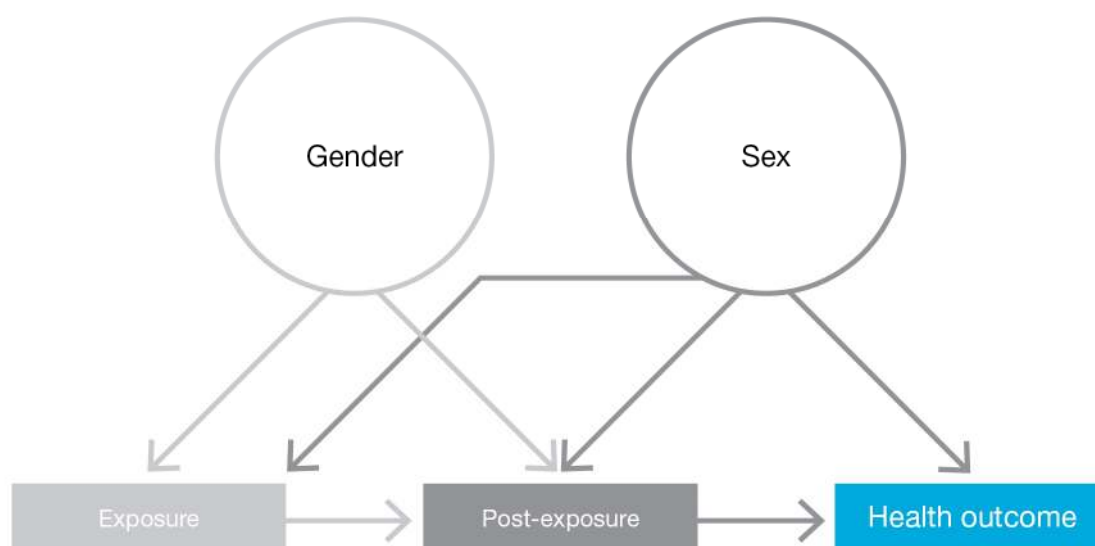 Gender
Sex
Exposure
Post-exposure
Health outcome